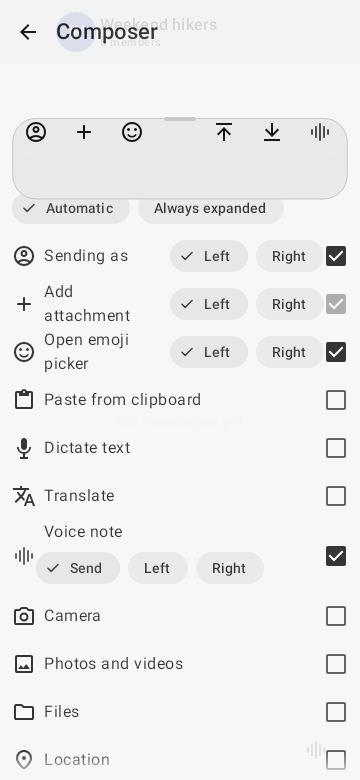 Weekend hikers
Composer
members
Automatic
Always expanded
Sending as
Left
Right
Add
attachment
Left
Right
Open emoji
picker
Left
Right
Paste from clipboard
Dictate text
Translate
Voice note
Send
Left
Right
Camera
Photos and videos
Files
Location